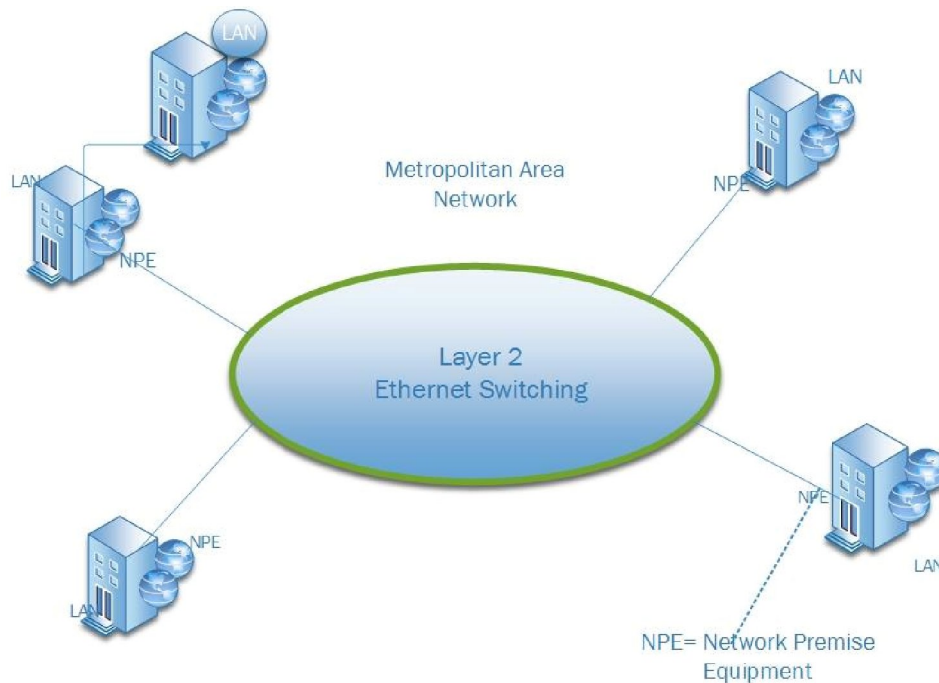 LAN
LAN
LAN
Metropolitan Area
Network
NPE
NPE
Layer 2
Ethernet Switching
NPE
NPE
LAN
LAN
NPE= Network Premise
Equipment